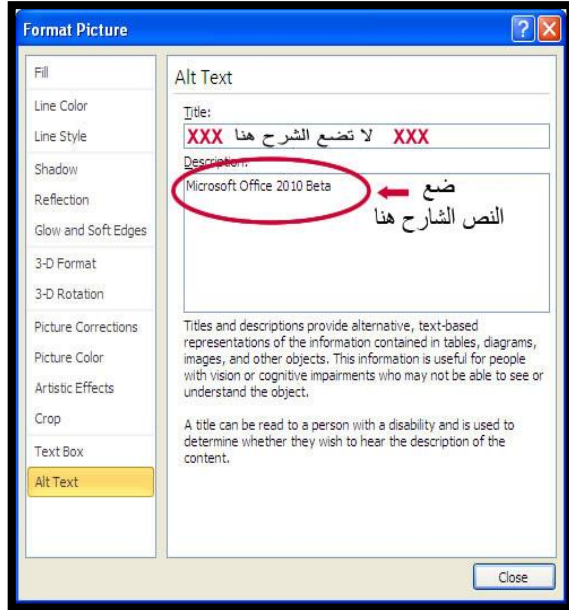 Format Picture
Fill
Line Color
Line Style
Shadow
Reflection
Glow and Soft Edges
3-D Format
3-D Rotation
Picture Corrections
Picture Color
Artistic Effects
Crop
Text Box
Alt Text
Alt Text
Title:
XXX لا تضع الشرح هنا XXX
Description:
Microsoft Office 2010 Beta
ضع
النص الشارح هنا
Titles and descriptions provide alternative, text-based
representations of the information contained in tables, diagrams,
images, and other objects. This information is useful for people
with vision or cognitive impairments who may not be able to see or
understand the object.
A title can be read to a person with a disability and is used to
determine whether they wish to hear the description of the
content.
Close